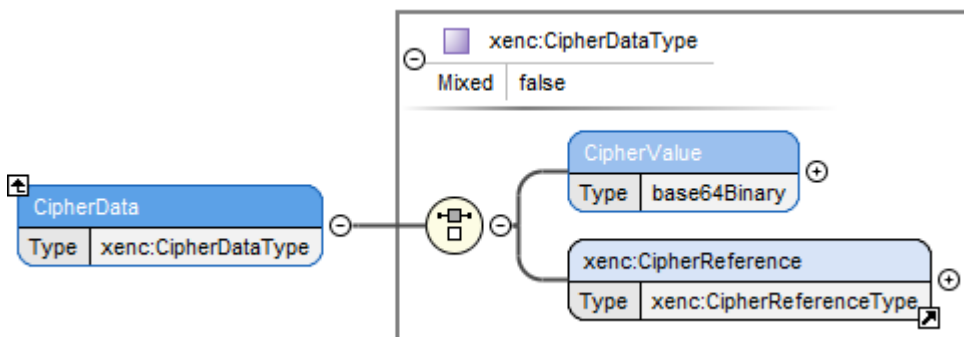 xenc:CipherDataType
Mixed false
CipherValue
Type base64Binary
CipherData
Type xenc:CipherDataType
xenc:CipherReference
Type xenc:CipherReferenceType